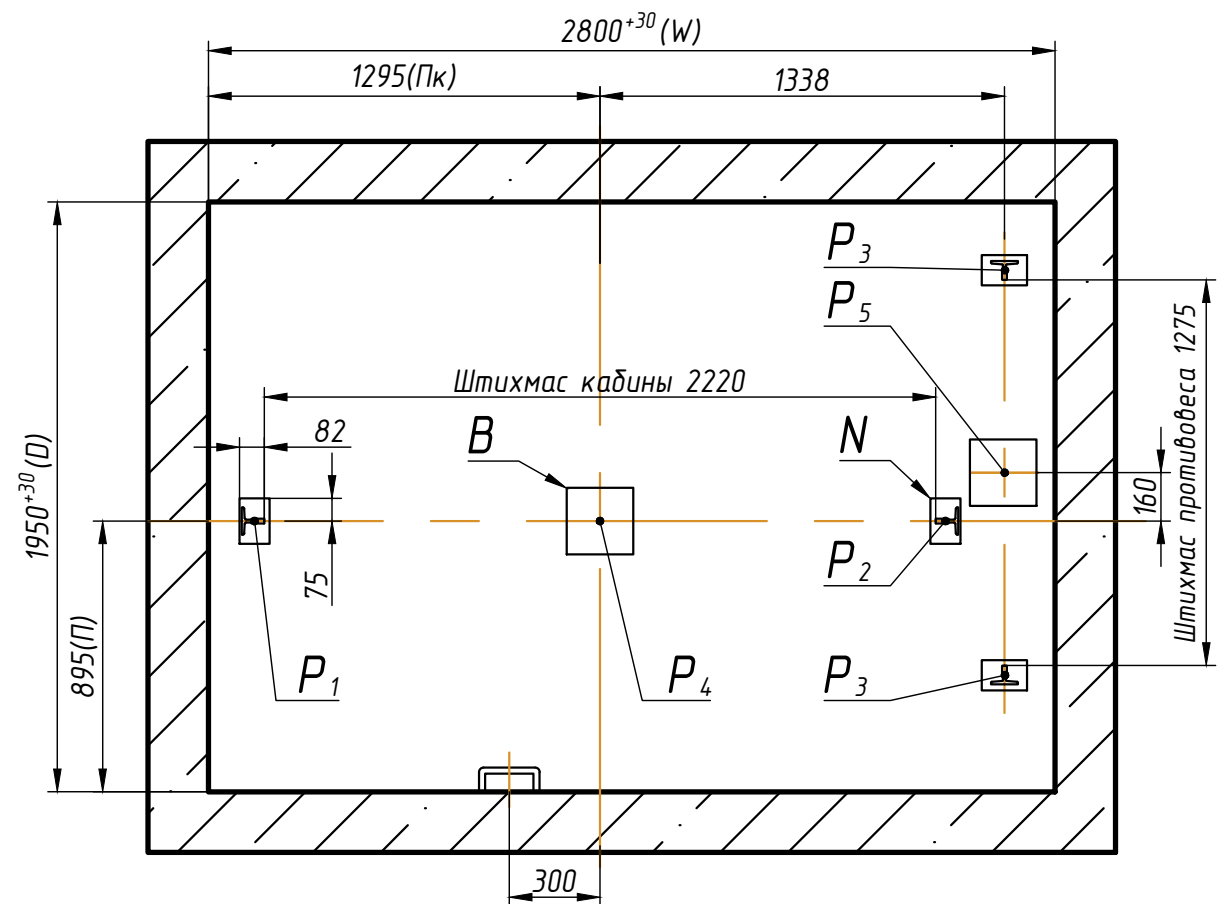 2800+30(W)
1295(Пк)
1338
P3
P5
Штихмас кабины 2220
82
B
N
1950+30(D)
160
Штихмас противовеса 1275
75
P2
895(П)
P1
P4
P3
300